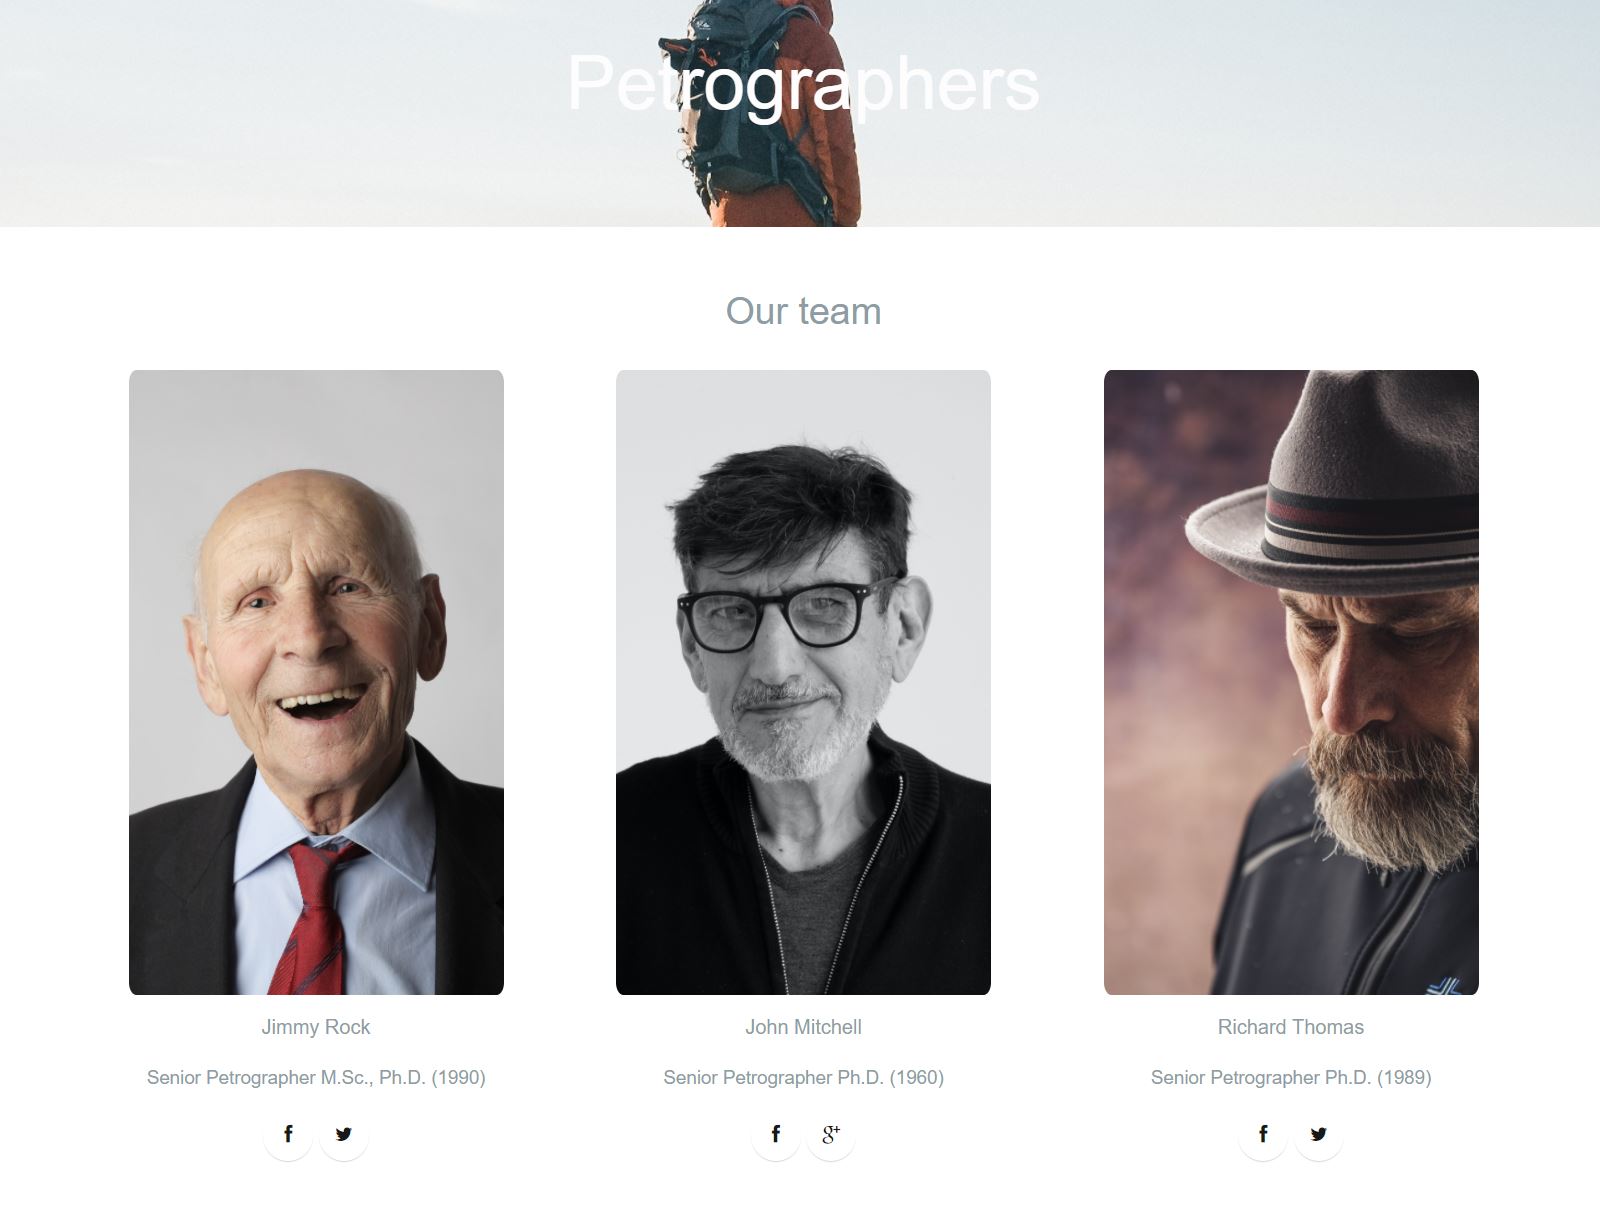 Petrographers
Our team
Jimmy Rock
Senior Petrographer M.Sc., Ph.D. (1990)
John Mitchell
Senior Petrographer Ph.D. (1960)
Richard Thomas
Senior Petrographer Ph.D. (1989)